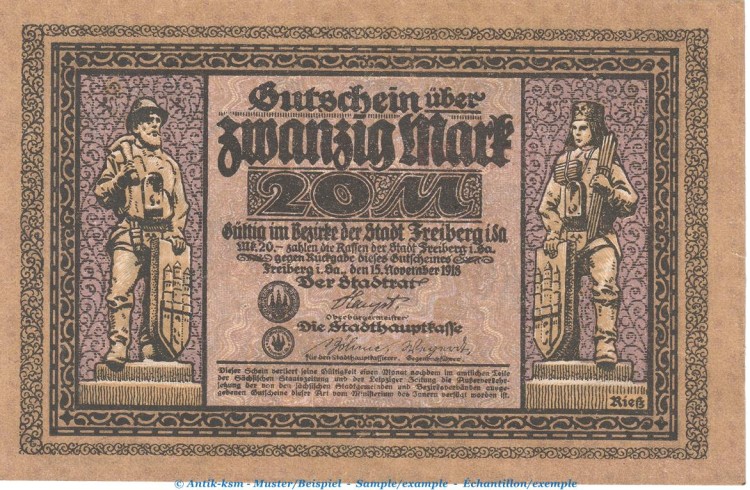 Gutschein über
zwanzig Mark
20 M
Gültig im Bezirke der Stadt Freiberg i.Sa
Mk. 20.– zahlen die Kassen der Stadt Freiberg i. Sa.
gegen Rückgabe dieses Gutscheines
Freiberg i. Sa., den 15. November 1918
Der Stadtrat
Oberbürgermeister
Die Stadthauptkasse
für den Stadthauptkassierer. Gegenbuchführer.
Dieser Schein verliert seine Gültigkeit einen Monat nachdem im amtlichen Teile
der Sächsischen Staatszeitung und der Leipziger Zeitung die Außerverkehr-
setzung der von den sächsischen Stadtgemeinden und Bezirksverbänden ausge-
gebenen Gutscheine dieser Art vom Ministerium des Innern verfügt worden ist.
Rieß
© Antik-ksm - Muster/Beispiel - Sample/example - Échantillon/exemple